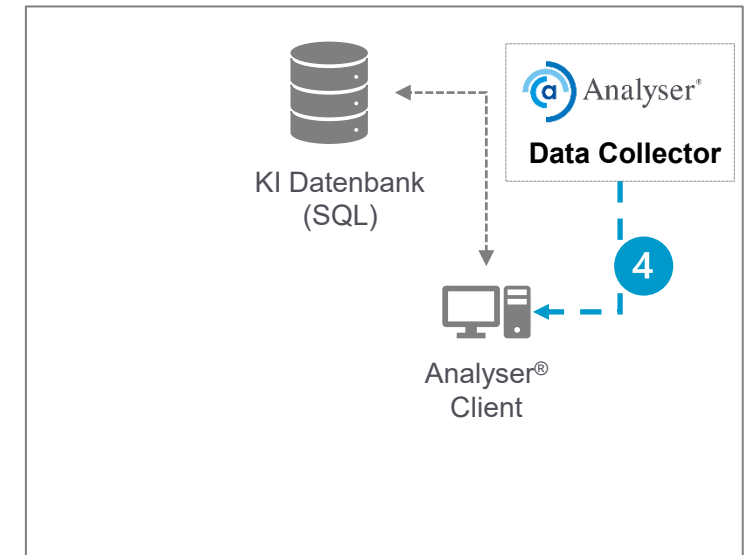 a Analyser®
Data Collector
KI Datenbank
(SQL)
4
Analyser®
Client